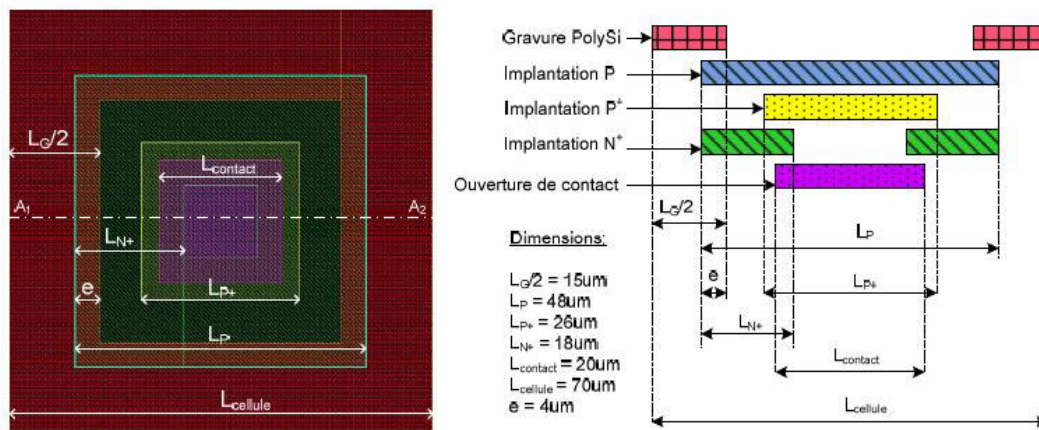 L_G/2
L_contact
A₁
A₂
L_N+
L_P+
e
L_P
L_cellule
Gravure PolySi
Implantation P
Implantation P⁺
Implantation N⁺
Ouverture de contact
L_G/2
L_P
Dimensions:
e
L_G/2 = 15um
L_P = 48um
L_P+
L_P+ = 26um
L_N+
L_N+ = 18um
L_contact = 20um
L_contact
L_cellule = 70um
L_cellule
e = 4um